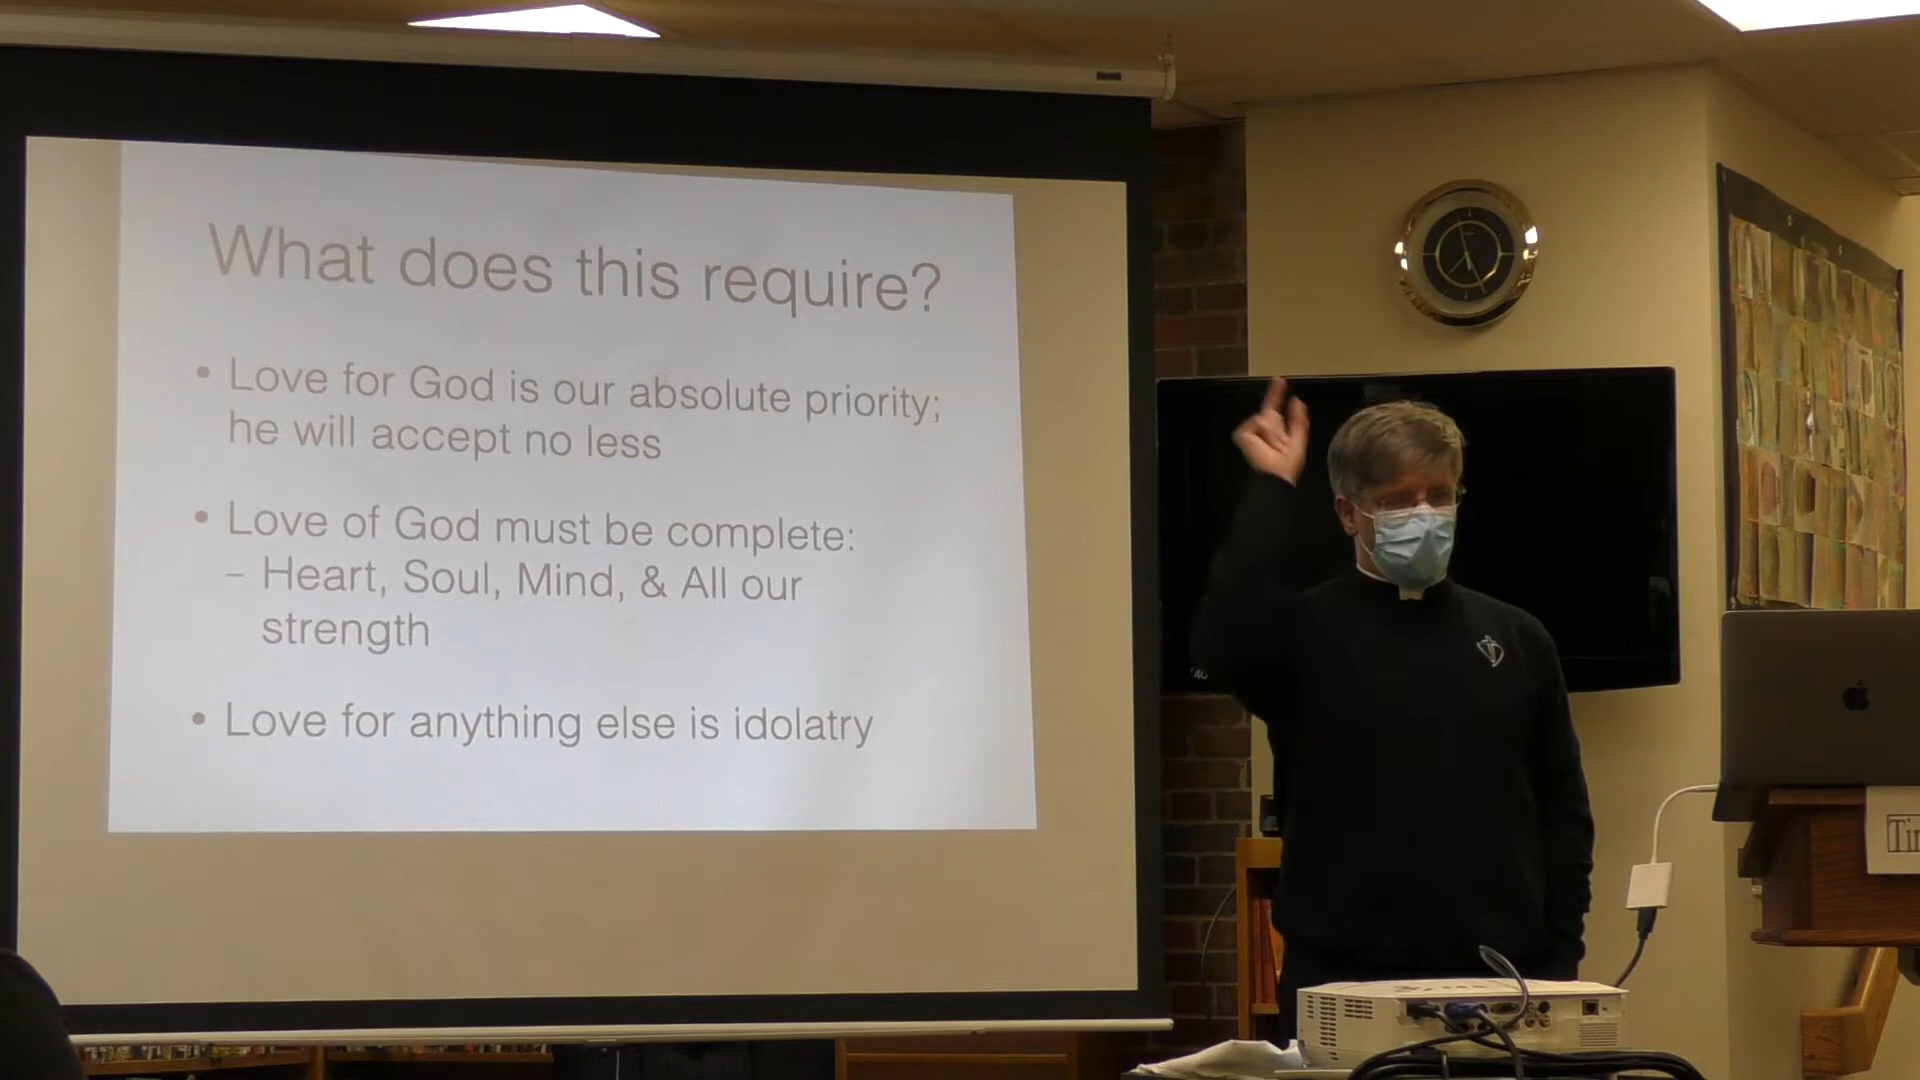 What does this require?
• Love for God is our absolute priority;
he will accept no less
• Love of God must be complete:
– Heart, Soul, Mind, & All our
strength
• Love for anything else is idolatry